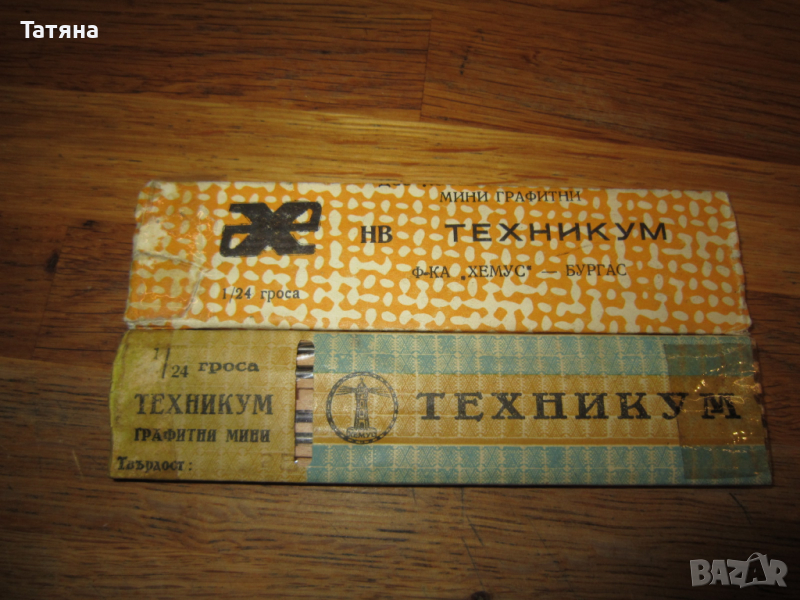 Татяна
МИНИ ГРАФИТНИ
НВ ТЕХНИКУМ
Ф-КА „ХЕМУС" — БУРГАС
1/24 гроса
1/24 гроса
ТЕХНИКУМ
ГРАФИТНИ МИНИ
Твърдост:
ТЕХНИКУМ
BAZAR